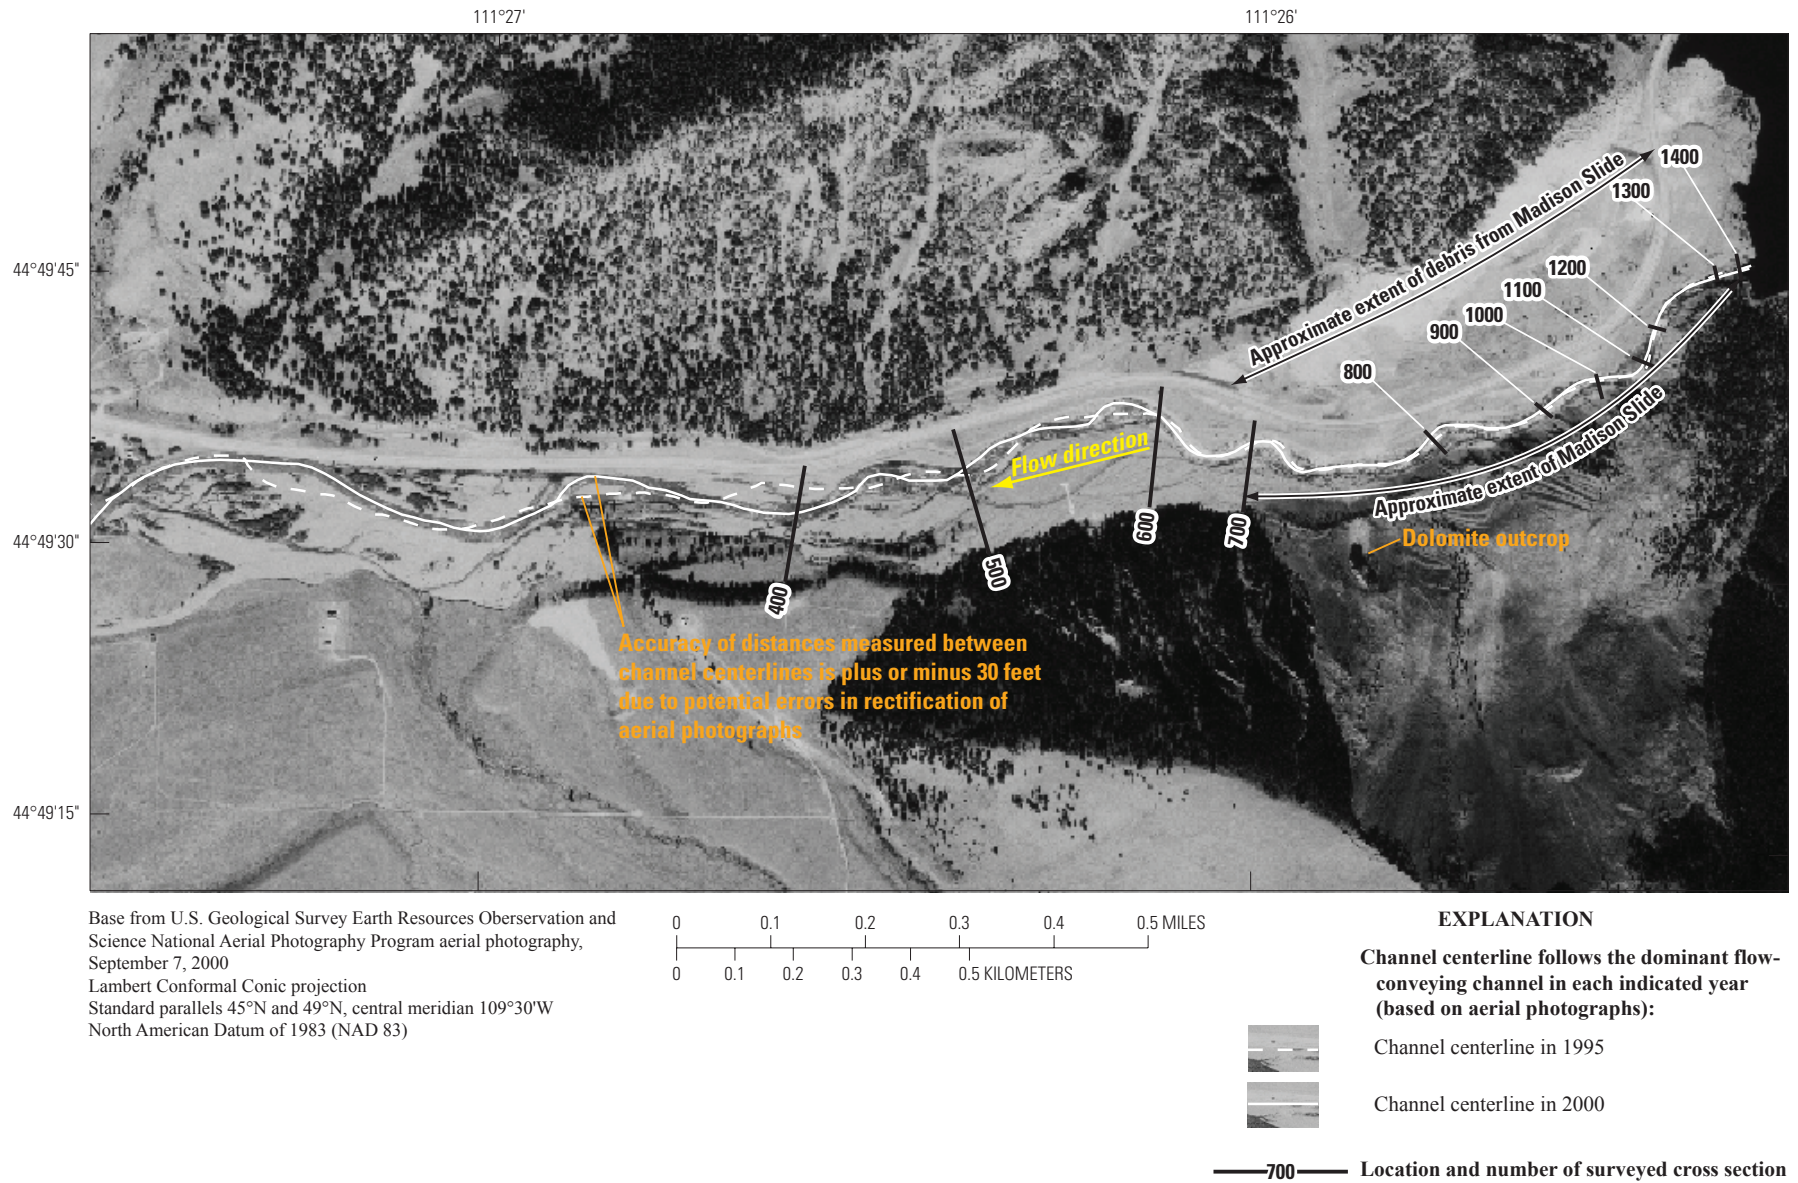 111°27'
111°26'
44°49'45"
44°49'30"
44°49'15"
1400
1300
Approximate extent of debris from Madison Slide
1200
1100
1000
900
800
Approximate extent of Madison Slide
Flow direction
700
600
500
400
Dolomite outcrop
Accuracy of distances measured between
channel centerlines is plus or minus 30 feet
due to potential errors in rectification of
aerial photographs
Base from U.S. Geological Survey Earth Resources Oberservation and
Science National Aerial Photography Program aerial photography,
September 7, 2000
Lambert Conformal Conic projection
Standard parallels 45°N and 49°N, central meridian 109°30'W
North American Datum of 1983 (NAD 83)
0 0.1 0.2 0.3 0.4 0.5 MILES
0 0.1 0.2 0.3 0.4 0.5 KILOMETERS
EXPLANATION
Channel centerline follows the dominant flow-
conveying channel in each indicated year
(based on aerial photographs):
Channel centerline in 1995
Channel centerline in 2000
700 Location and number of surveyed cross section